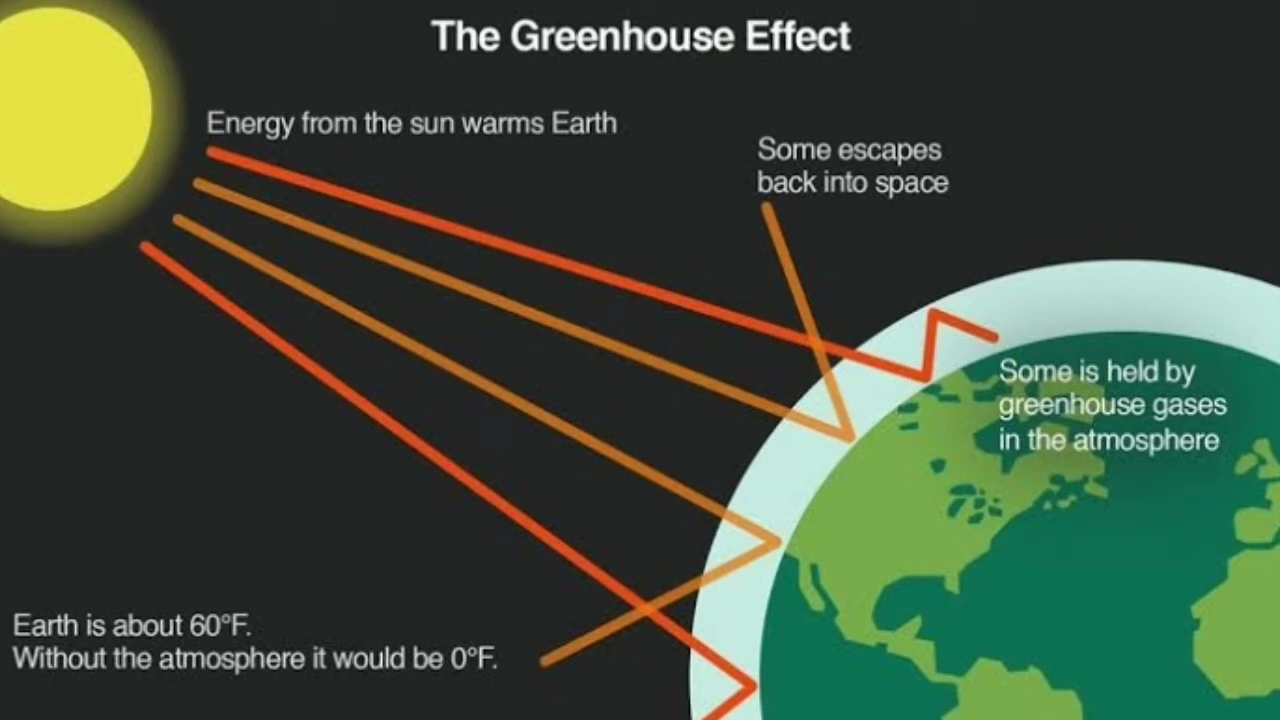 The Greenhouse Effect
Energy from the sun warms Earth
Some escapes
back into space
Some is held by
greenhouse gases
in the atmosphere
Earth is about 60°F.
Without the atmosphere it would be 0°F.